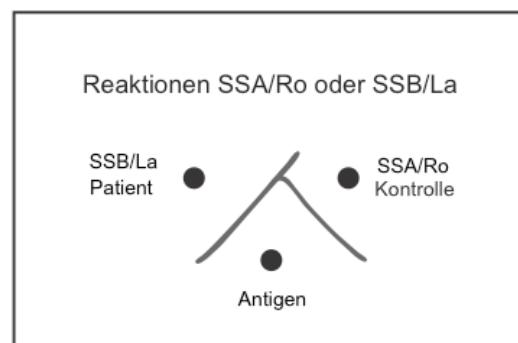 Reaktionen SSA/Ro oder SSB/La
SSB/La
Patient
SSA/Ro
Kontrolle
Antigen